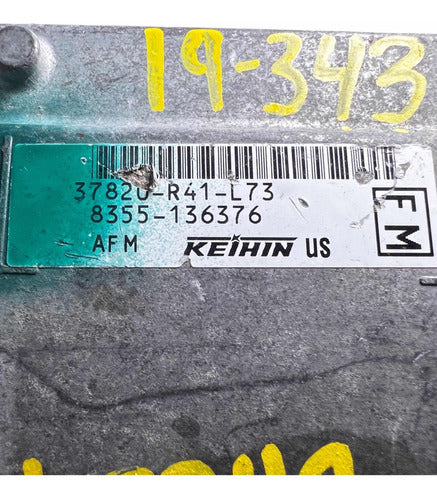 19-343
37820-R41-L73
8355-136376
AFM KEIHIN US
FM